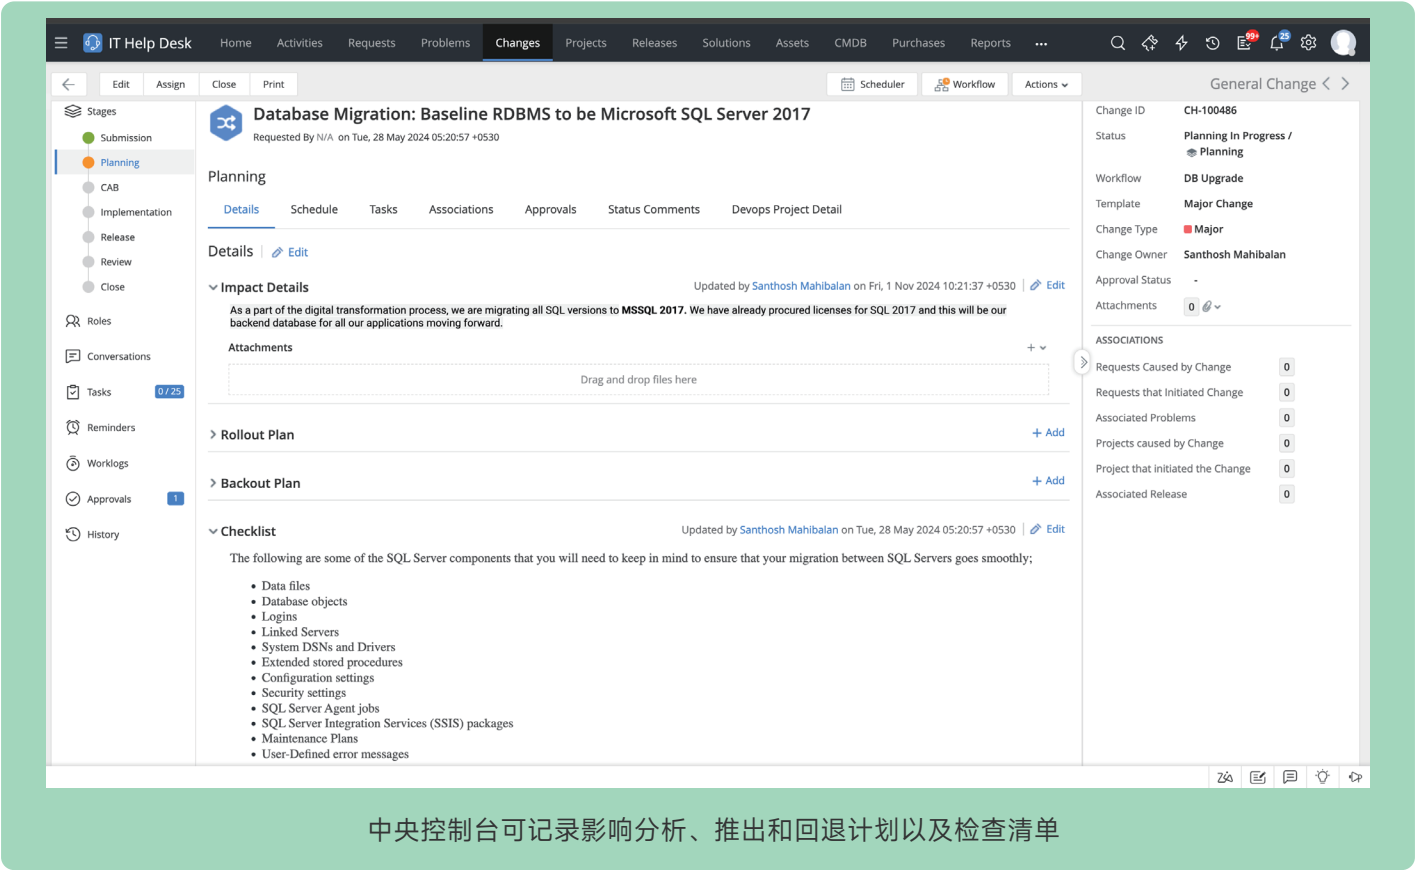 IT Help Desk Home Activities Requests Problems Changes Projects Releases Solutions Assets CMDB Purchases Reports ... 99+ 25
Edit Assign Close Print Scheduler Workflow Actions General Change
Stages
Submission
Planning
CAB
Implementation
Release
Review
Close
Roles
Conversations
Tasks 0 / 25
Reminders
Worklogs
Approvals 1
History
Database Migration: Baseline RDBMS to be Microsoft SQL Server 2017
Requested By N/A on Tue, 28 May 2024 05:20:57 +0530
Planning
Details Schedule Tasks Associations Approvals Status Comments Devops Project Detail
Details Edit
Impact Details Updated by Santhosh Mahibalan on Fri, 1 Nov 2024 10:21:37 +0530 Edit
As a part of the digital transformation process, we are migrating all SQL versions to MSSQL 2017. We have already procured licenses for SQL 2017 and this will be our
backend database for all our applications moving forward.
Attachments
Drag and drop files here
Rollout Plan + Add
Backout Plan + Add
Checklist Updated by Santhosh Mahibalan on Tue, 28 May 2024 05:20:57 +0530 Edit
The following are some of the SQL Server components that you will need to keep in mind to ensure that your migration between SQL Servers goes smoothly;
• Data files
• Database objects
• Logins
• Linked Servers
• System DSNs and Drivers
• Extended stored procedures
• Configuration settings
• Security settings
• SQL Server Agent jobs
• SQL Server Integration Services (SSIS) packages
• Maintenance Plans
• User-Defined error messages
Change ID CH-100486
Status Planning In Progress /
Planning
Workflow DB Upgrade
Template Major Change
Change Type Major
Change Owner Santhosh Mahibalan
Approval Status -
Attachments 0
ASSOCIATIONS
Requests Caused by Change 0
Requests that Initiated Change 0
Associated Problems 0
Projects caused by Change 0
Project that initiated the Change 0
Associated Release 0
中央控制台可记录影响分析、推出和回退计划以及检查清单